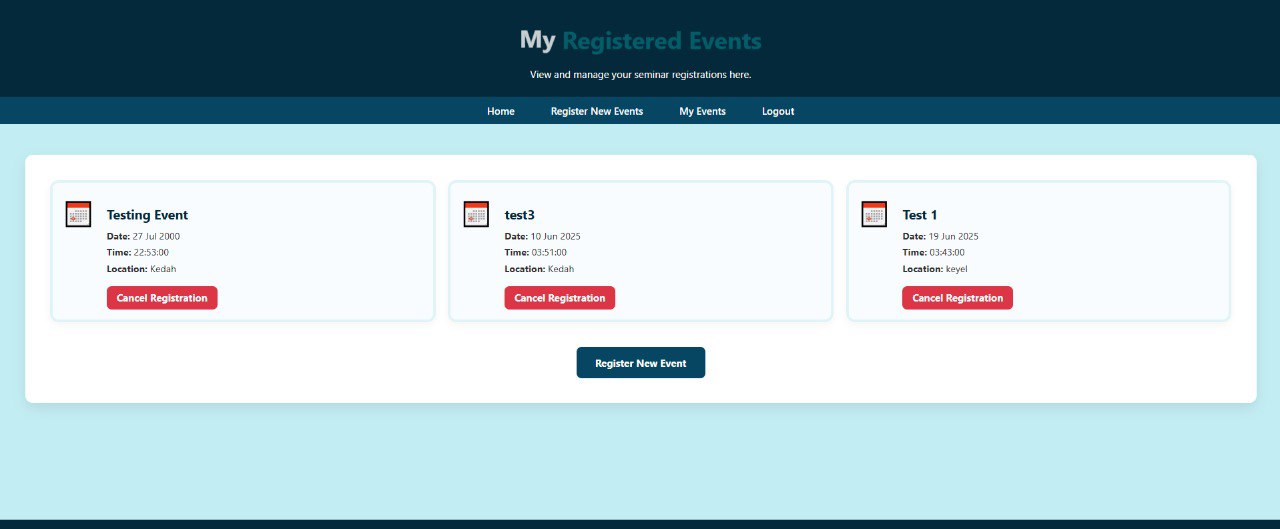 My Registered Events
View and manage your seminar registrations here.
Home Register New Events My Events Logout
Testing Event
Date: 27 Jul 2000
Time: 22:53:00
Location: Kedah
Cancel Registration
test3
Date: 10 Jun 2025
Time: 03:51:00
Location: Kedah
Cancel Registration
Test 1
Date: 19 Jun 2025
Time: 03:43:00
Location: keyel
Cancel Registration
Register New Event